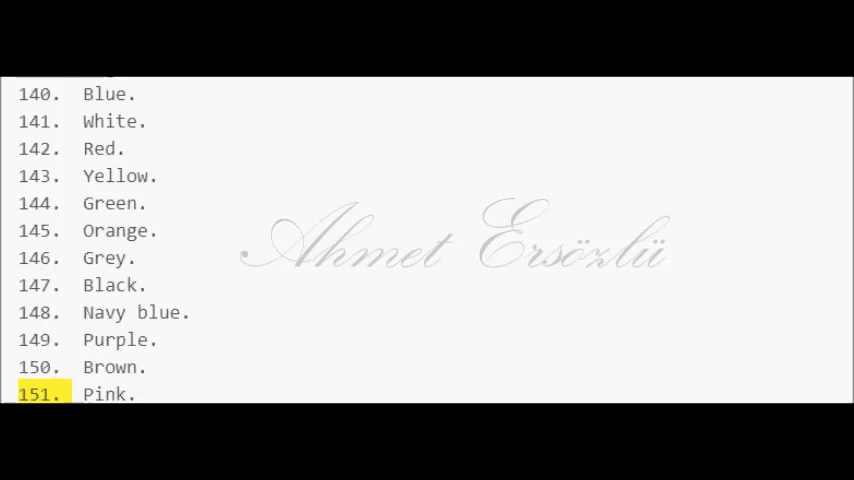 140. Blue.
141. White.
142. Red.
143. Yellow.
144. Green.
145. Orange.
146. Grey.
147. Black.
148. Navy blue.
149. Purple.
150. Brown.
151. Pink.
Ahmet Ersözlü